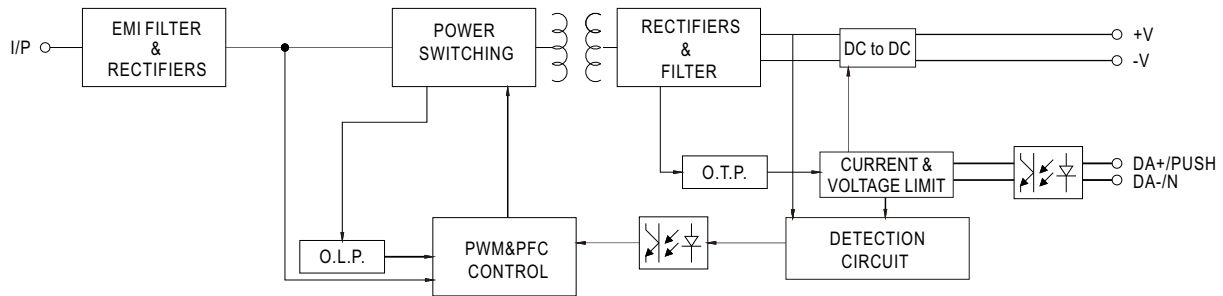 I/P
EMI FILTER
&
RECTIFIERS
POWER
SWITCHING
RECTIFIERS
&
FILTER
DC to DC
+V
-V
O.T.P.
CURRENT &
VOLTAGE LIMIT
DA+/PUSH
DA-/N
O.L.P.
PWM&PFC
CONTROL
DETECTION
CIRCUIT